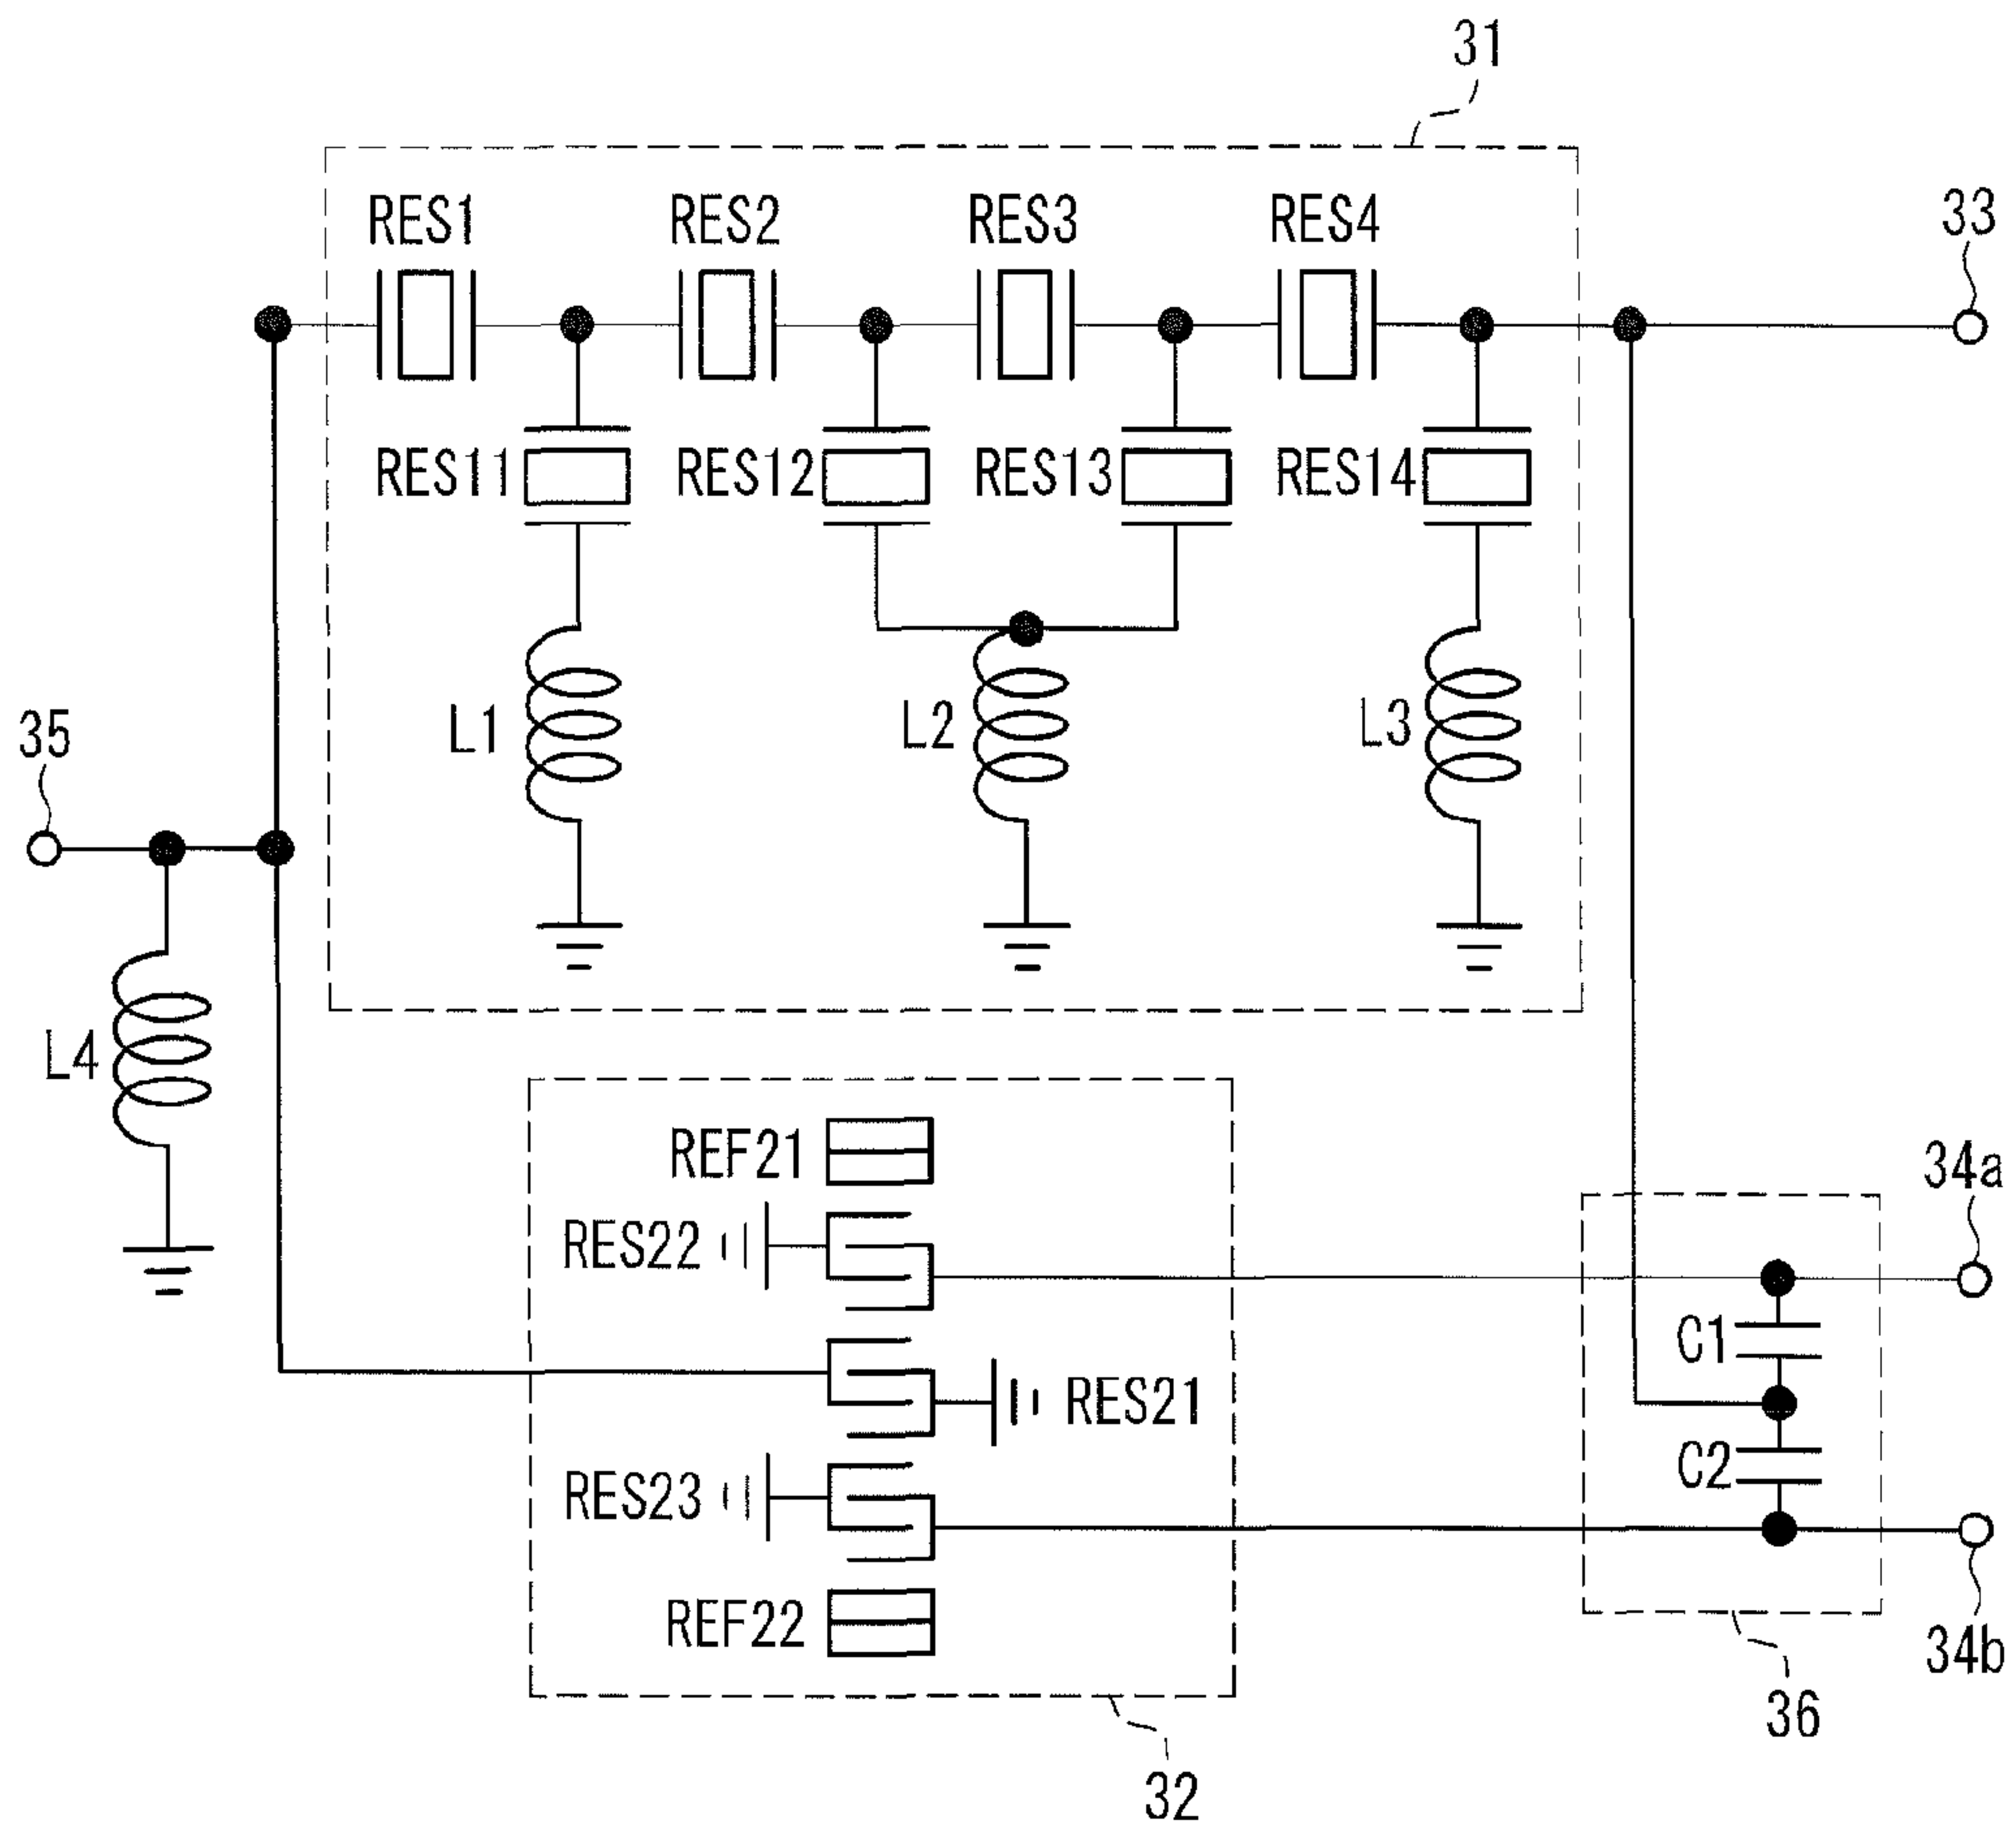 31
RES1
RES2
RES3
RES4
33
RES11
RES12
RES13
RES14
35
L1
L2
L3
L4
REF21
34a
RES22
C1
RES21
C2
RES23
REF22
34b
36
32